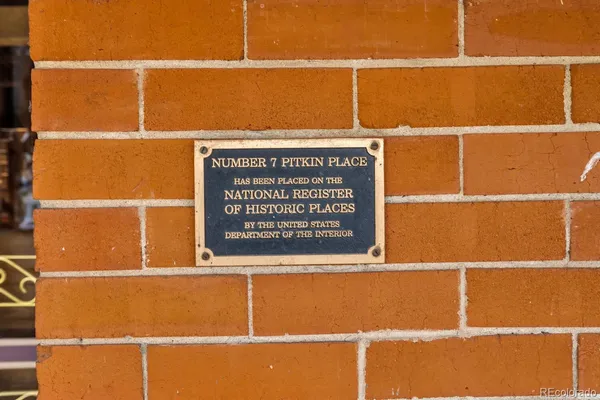 NUMBER 7 PITKIN PLACE
HAS BEEN PLACED ON THE
NATIONAL REGISTER
OF HISTORIC PLACES
BY THE UNITED STATES
DEPARTMENT OF THE INTERIOR
REcolorado